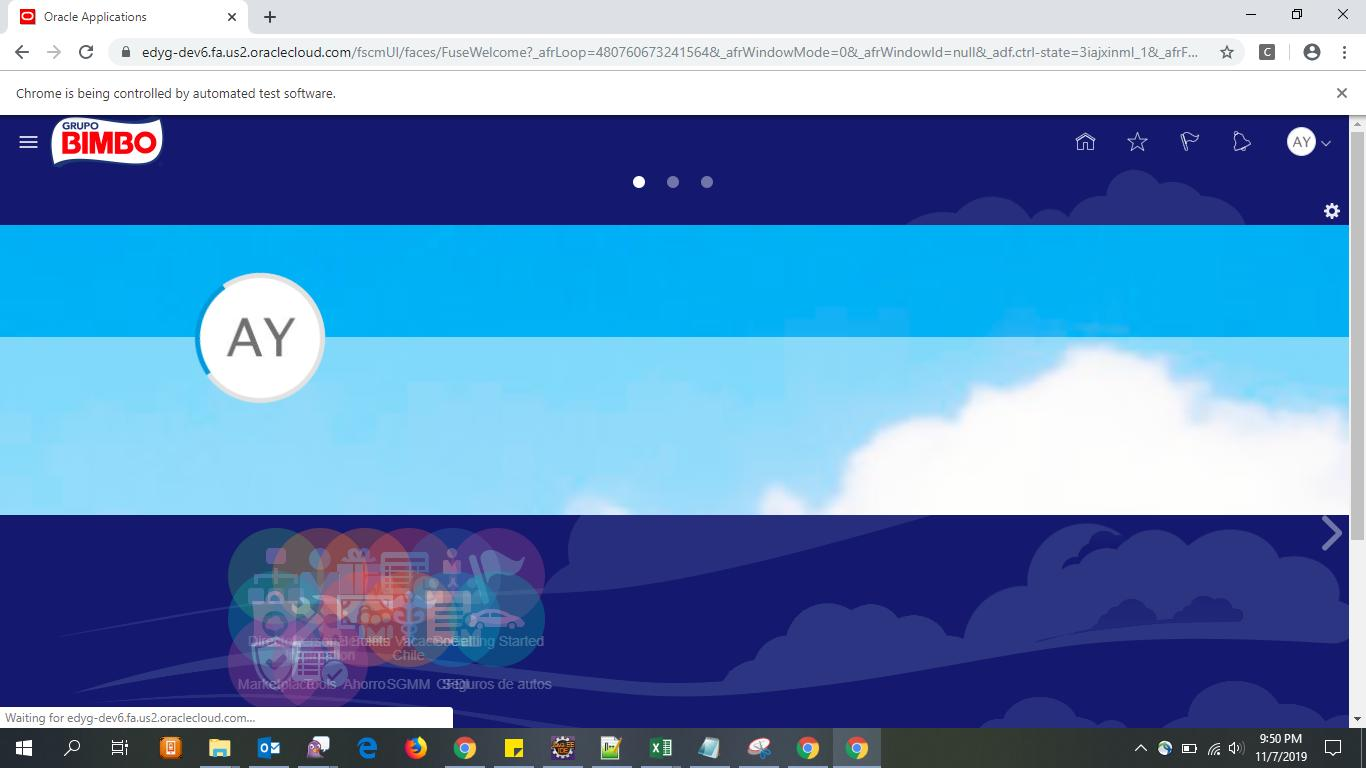 Oracle Applications
edyg-dev6.fa.us2.oraclecloud.com/fscmUI/faces/FuseWelcome?_afrLoop=480760673241564&_afrWindowMode=0&_afrWindowId=null&_adf.ctrl-state=3iajxinml_1&_afrF...
C
Chrome is being controlled by automated test software.
GRUPO
BIMBO
AY
AY
Getting Started
Chile
Marketplace Tools Ahorro SGMM CFDI Seguros de autos
Waiting for edyg-dev6.fa.us2.oraclecloud.com...
9:50 PM
11/7/2019